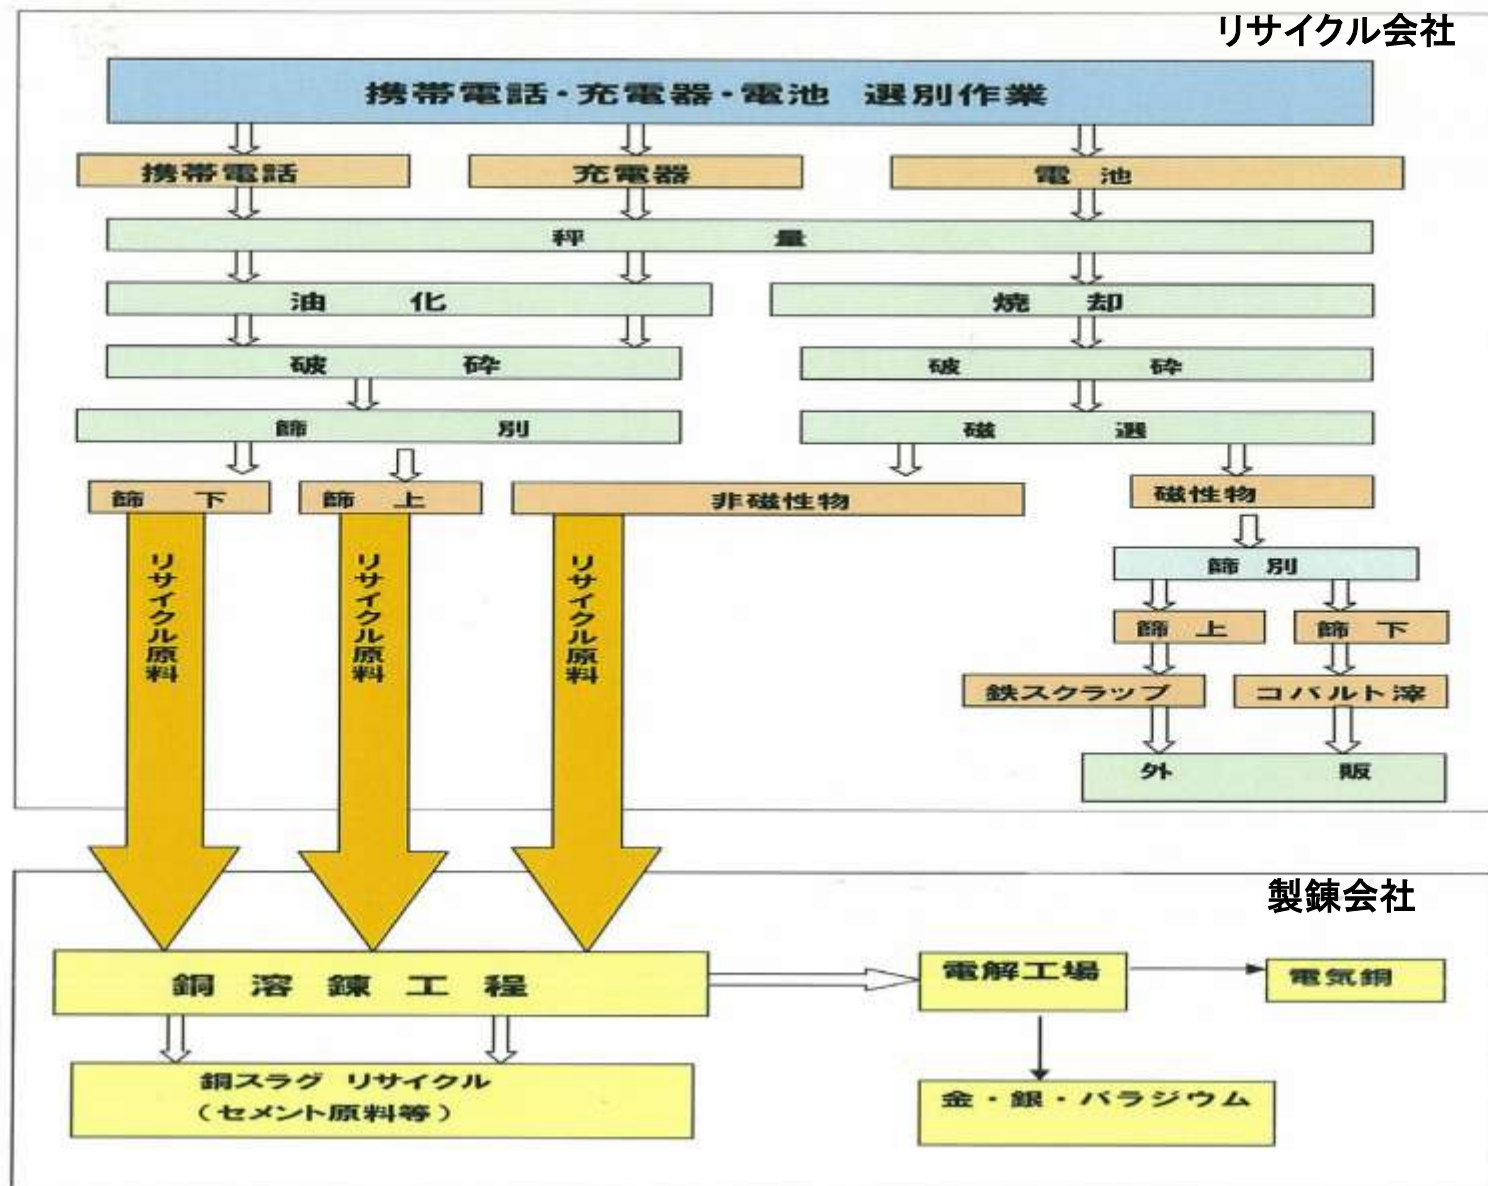 リサイクル会社
携帯電話・充電器・電池 選別作業
携帯電話 充電器 電池
秤量
油化 焼却
破砕 破砕
篩別 磁選
篩下 篩上 非磁性物 磁性物
リサイクル原料 リサイクル原料 リサイクル原料
篩別
篩上 篩下
鉄スクラップ コバルト滓
外販
製錬会社
銅溶錬工程 電解工場 電気銅
銅スラグ リサイクル
(セメント原料等)
金・銀・パラジウム